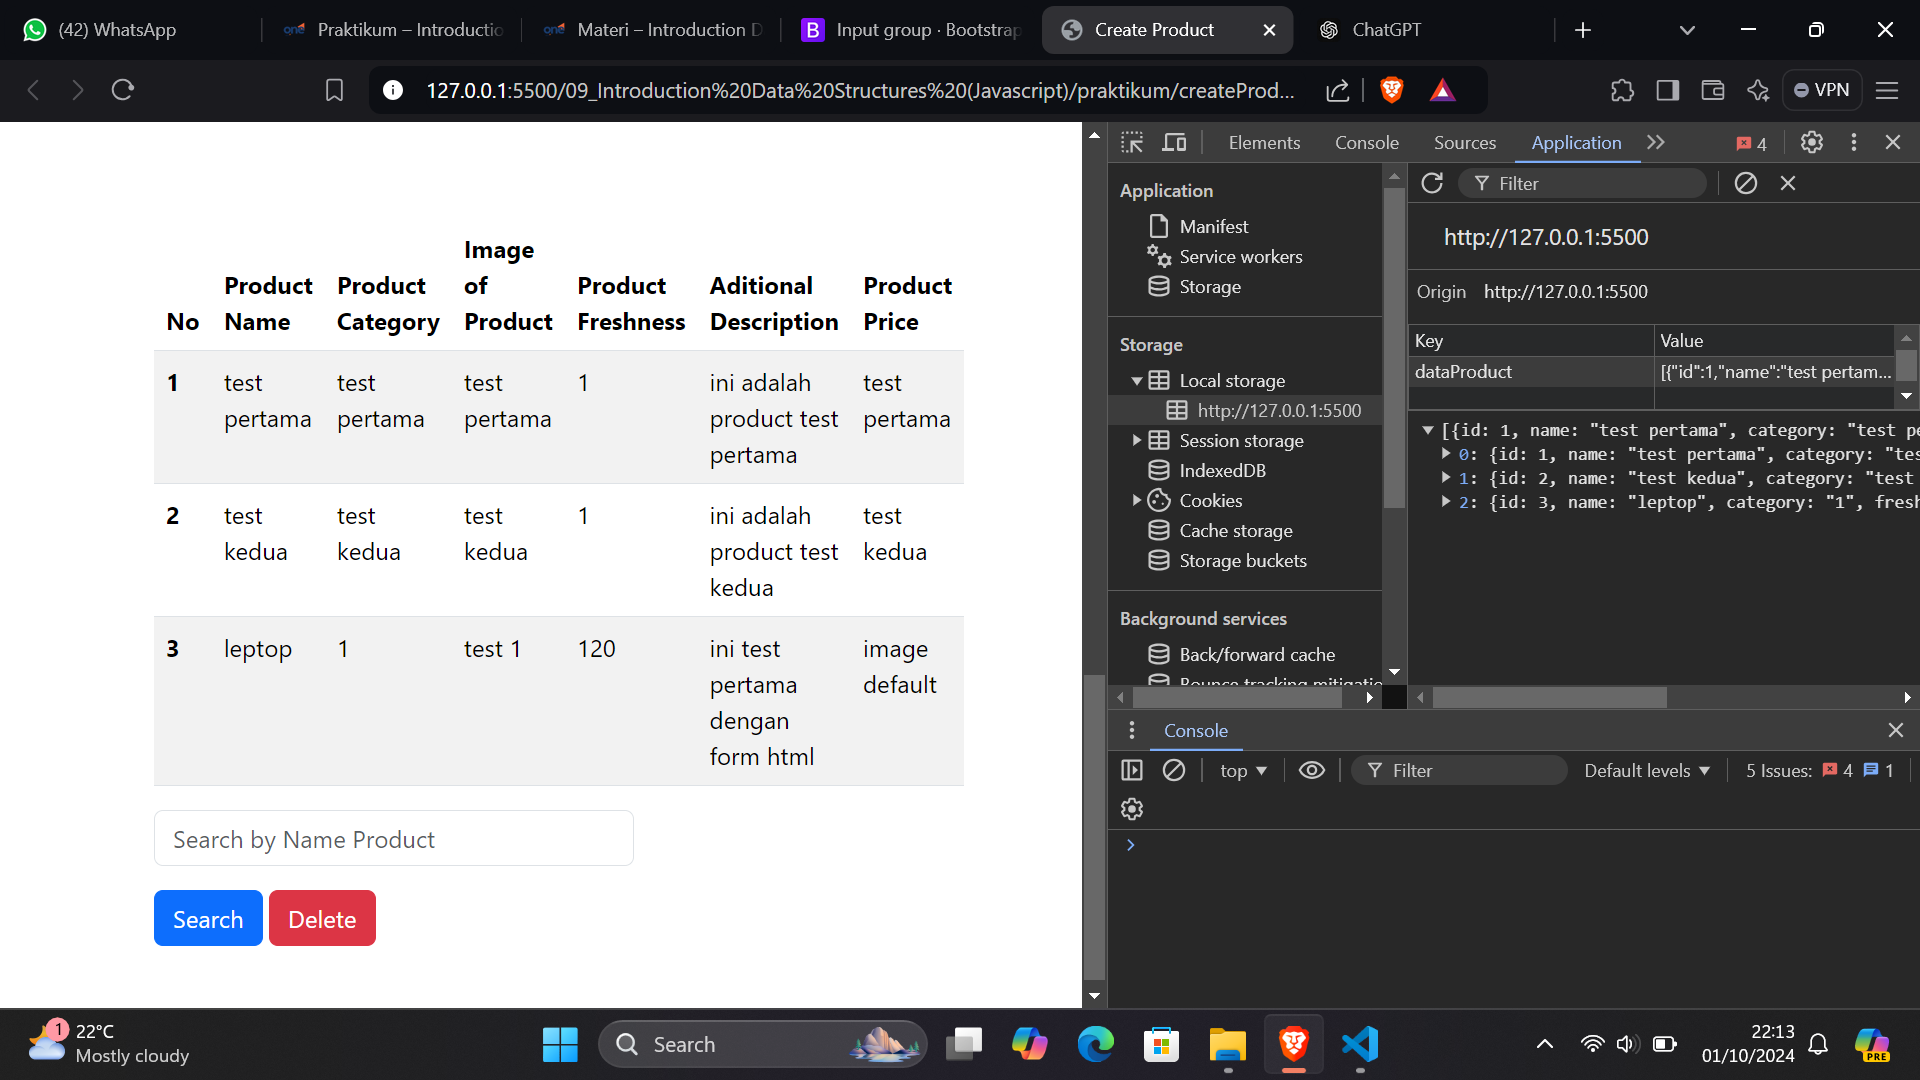 (42) WhatsApp
Praktikum – Introductio
Materi – Introduction D
Input group · Bootstrap
Create Product
ChatGPT
127.0.0.1:5500/09_Introduction%20Data%20Structures%20(Javascript)/praktikum/createProd...
VPN
No
Product Name
Product Category
Image of Product
Product Freshness
Aditional Description
Product Price
1
test pertama
test pertama
test pertama
1
ini adalah product test pertama
test pertama
2
test kedua
test kedua
test kedua
1
ini adalah product test kedua
test kedua
3
leptop
1
test 1
120
ini test pertama dengan form html
image default
Search by Name Product
Search
Delete
Elements
Console
Sources
Application
4
Application
Manifest
Service workers
Storage
Storage
Local storage
http://127.0.0.1:5500
Session storage
IndexedDB
Cookies
Cache storage
Storage buckets
Background services
Back/forward cache
Bounce tracking mitigatio
Filter
http://127.0.0.1:5500
Origin http://127.0.0.1:5500
Key
Value
dataProduct
[{"id":1,"name":"test pertam...
[{id: 1, name: "test pertama", category: "test pe
0: {id: 1, name: "test pertama", category: "tes
1: {id: 2, name: "test kedua", category: "test
2: {id: 3, name: "leptop", category: "1", fresh
Console
top
Filter
Default levels
5 Issues: 4 1
1
22°C
Mostly cloudy
Search
22:13
01/10/2024
PRE